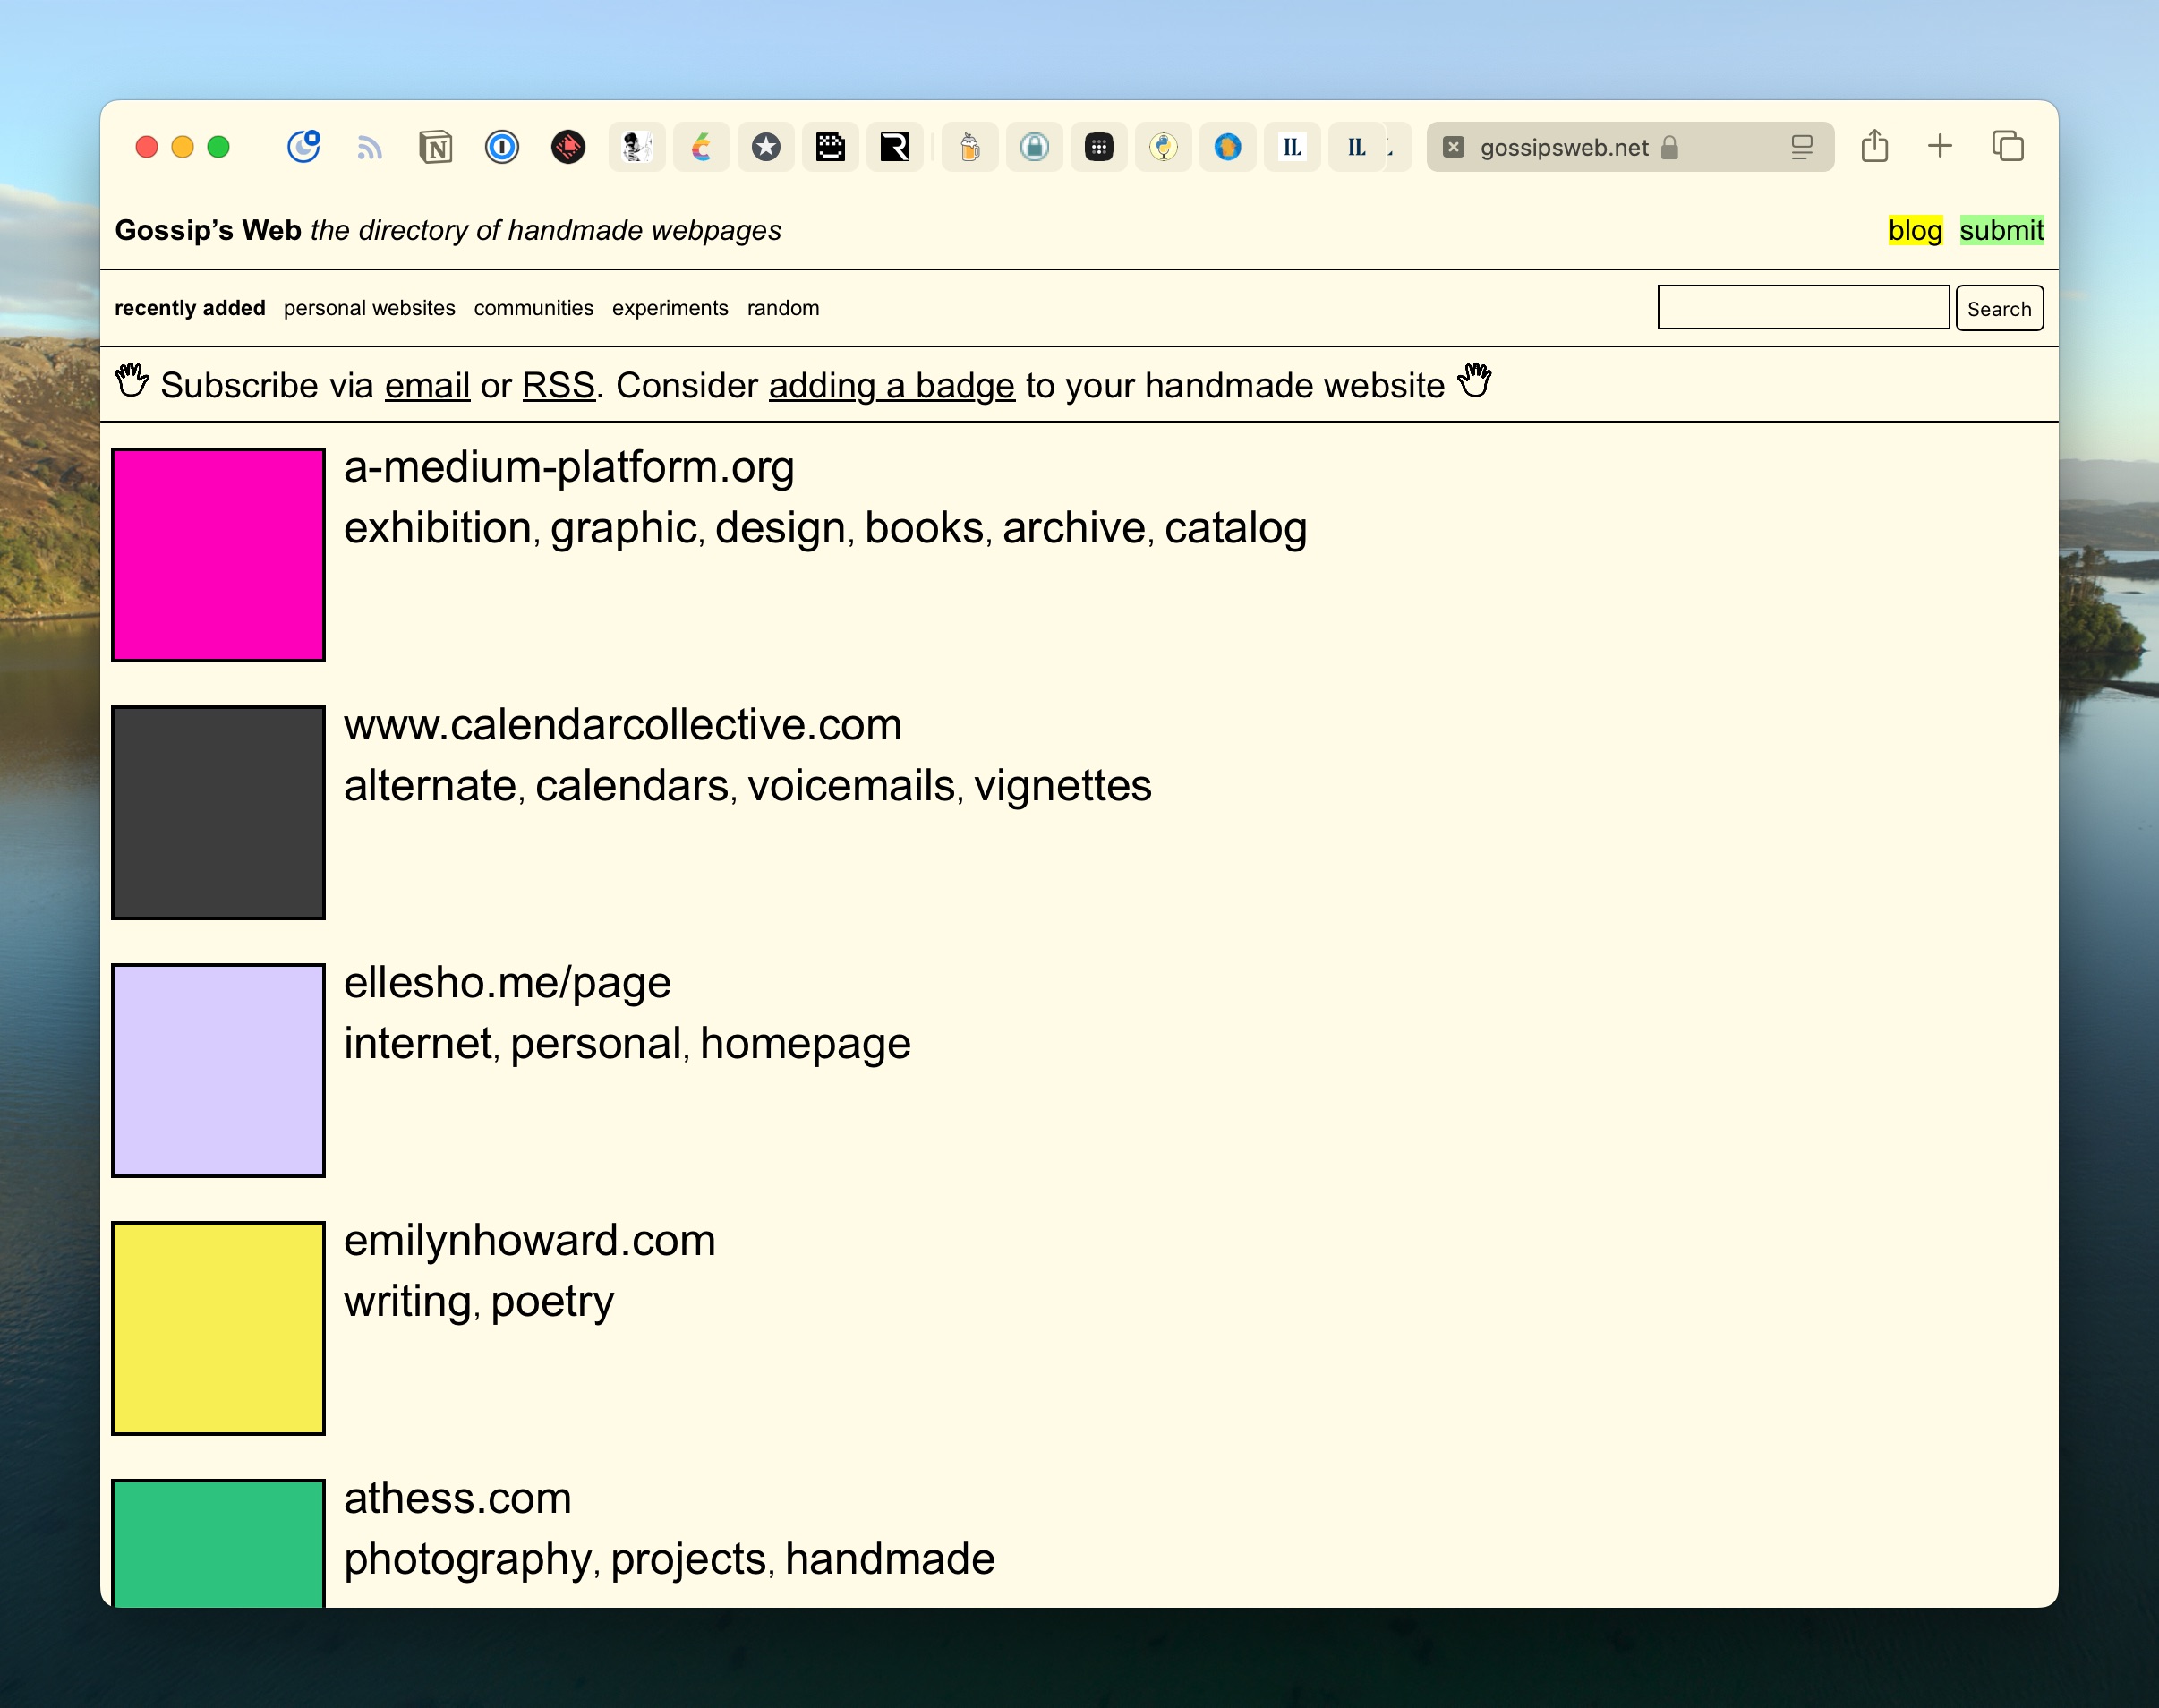 gossipsweb.net
Gossip’s Web the directory of handmade webpages
blog submit
recently added personal websites communities experiments random
Search
Subscribe via email or RSS. Consider adding a badge to your handmade website
a-medium-platform.org
exhibition, graphic, design, books, archive, catalog
www.calendarcollective.com
alternate, calendars, voicemails, vignettes
ellesho.me/page
internet, personal, homepage
emilynhoward.com
writing, poetry
athess.com
photography, projects, handmade